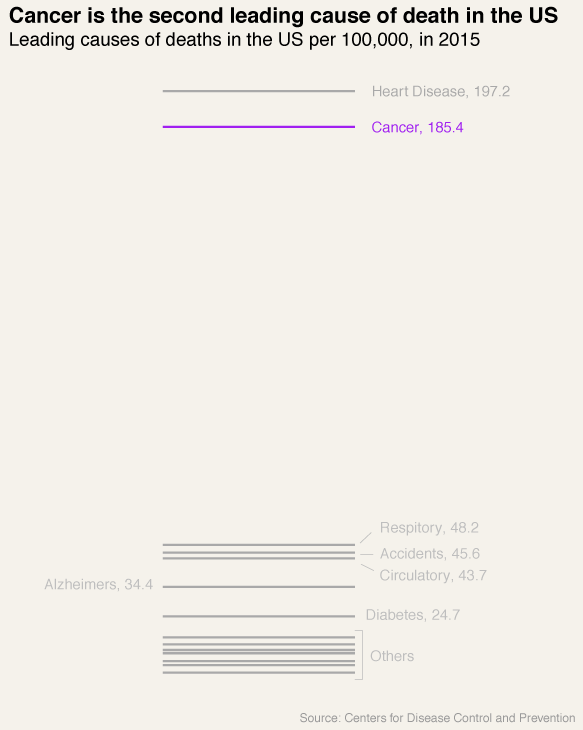 Cancer is the second leading cause of death in the US
Leading causes of deaths in the US per 100,000, in 2015
Heart Disease, 197.2
Cancer, 185.4
Respitory, 48.2
Accidents, 45.6
Circulatory, 43.7
Alzheimers, 34.4
Diabetes, 24.7
Others
Source: Centers for Disease Control and Prevention